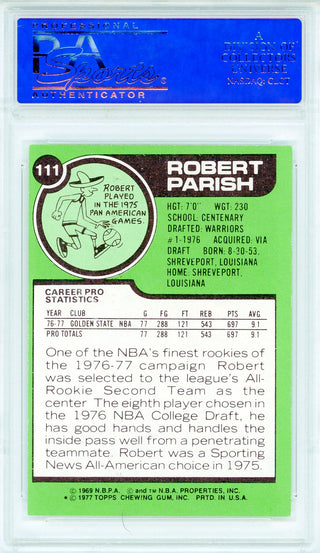 PROFESSIONAL
PSA
Sports
AUTHENTICATOR
A
DIVISION OF
COLLECTORS
UNIVERSE
NASDAQ: CLCT
111
ROBERT
PLAYED
IN THE 1975
PAN AMERICAN
GAMES.
ROBERT
PARISH
HGT: 7'0" WGT: 230
SCHOOL: CENTENARY
DRAFTED: WARRIORS
#1-1976 ACQUIRED: VIA
DRAFT BORN: 8-20-53,
SHREVEPORT, LOUISIANA
HOME: SHREVEPORT,
LOUISIANA
CAREER PRO
STATISTICS
YEAR CLUB G FG FT REB PTS AVG
76-77 GOLDEN STATE NBA 77 288 121 543 697 9.1
PRO TOTALS 77 288 121 543 697 9.1
One of the NBA's finest rookies of
the 1976-77 campaign Robert
was selected to the league's All-
Rookie Second Team as the
center. The eighth player chosen in
the 1976 NBA College Draft, he
has good hands and handles the
inside pass well from a penetrating
teammate. Robert was a Sporting
News All-American choice in 1975.
© 1969 N.B.P.A. © and TM N.B.A. PROPERTIES, INC.
* © 1977 TOPPS CHEWING GUM, INC. PRTD. IN U.S.A.